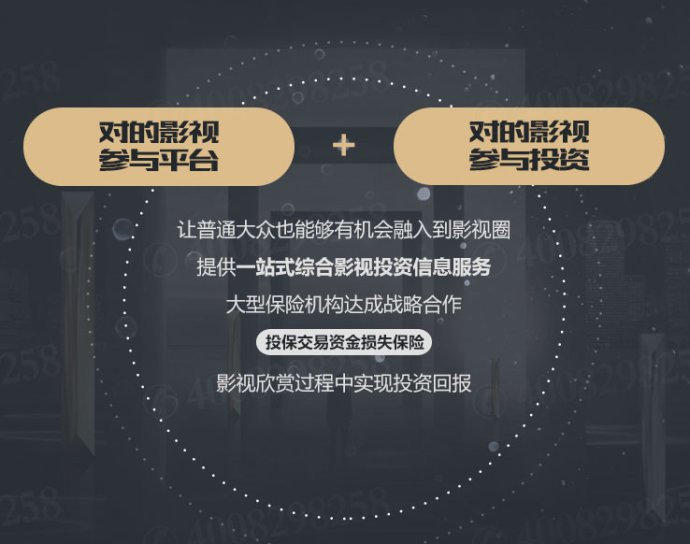 对的影视
参与平台
+
对的影视
参与投资
让普通大众也能够有机会融入到影视圈
提供一站式综合影视投资信息服务
大型保险机构达成战略合作
投保交易资金损失保险
影视欣赏过程中实现投资回报
4008298258